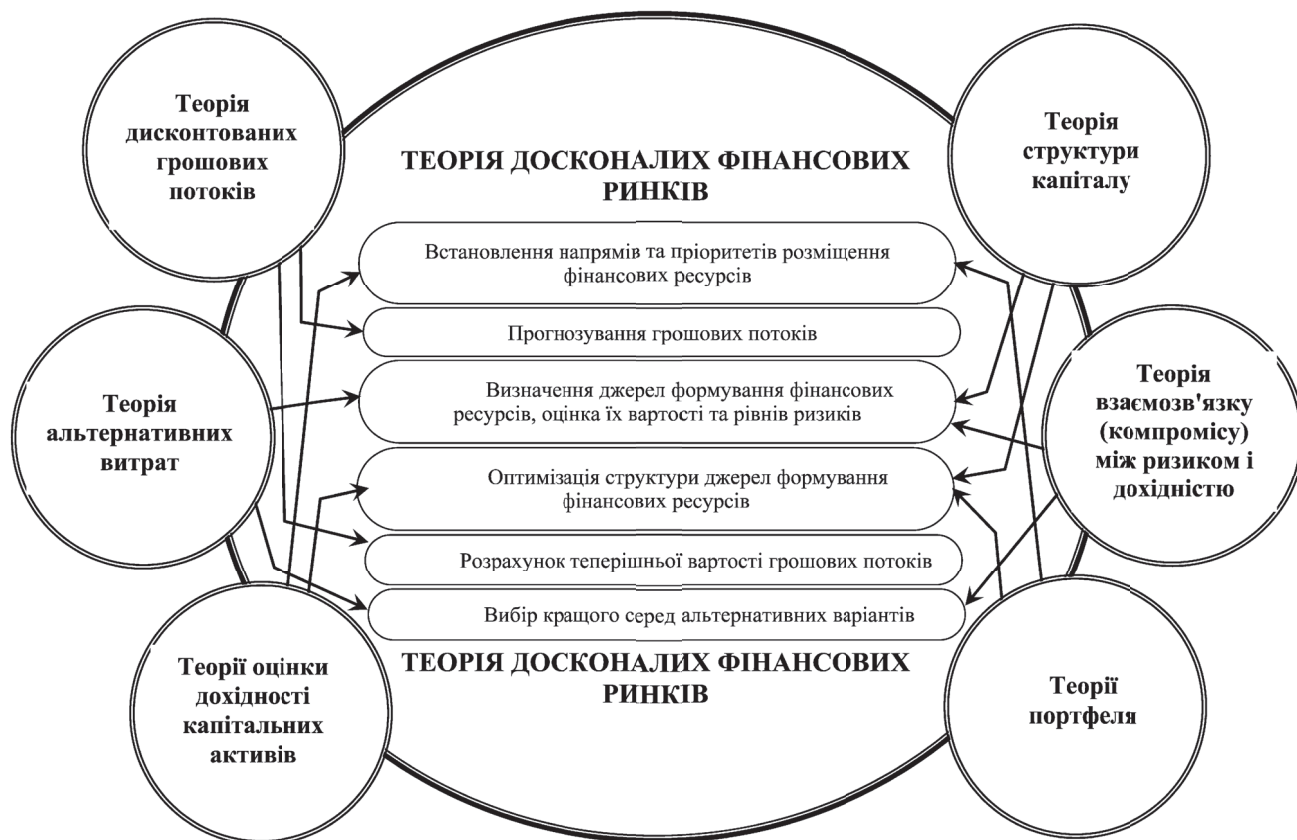 Теорія
дисконтованих
грошових
потоків
Теорія
структури
капіталу
ТЕОРІЯ ДОСКОНАЛИХ ФІНАНСОВИХ
РИНКІВ
Встановлення напрямів та пріоритетів розміщення
фінансових ресурсів
Прогнозування грошових потоків
Визначення джерел формування фінансових
ресурсів, оцінка їх вартості та рівнів ризиків
Оптимізація структури джерел формування
фінансових ресурсів
Розрахунок теперішньої вартості грошових потоків
Вибір кращого серед альтернативних варіантів
ТЕОРІЯ ДОСКОНАЛИХ ФІНАНСОВИХ
РИНКІВ
Теорія
альтернативних
витрат
Теорія
взаємозв'язку
(компромісу)
між ризиком і
дохідністю
Теорії оцінки
дохідності
капітальних
активів
Теорії
портфеля